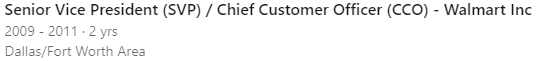 Senior Vice President (SVP) / Chief Customer Officer (CCO) - Walmart Inc
2009 - 2011 · 2 yrs
Dallas/Fort Worth Area